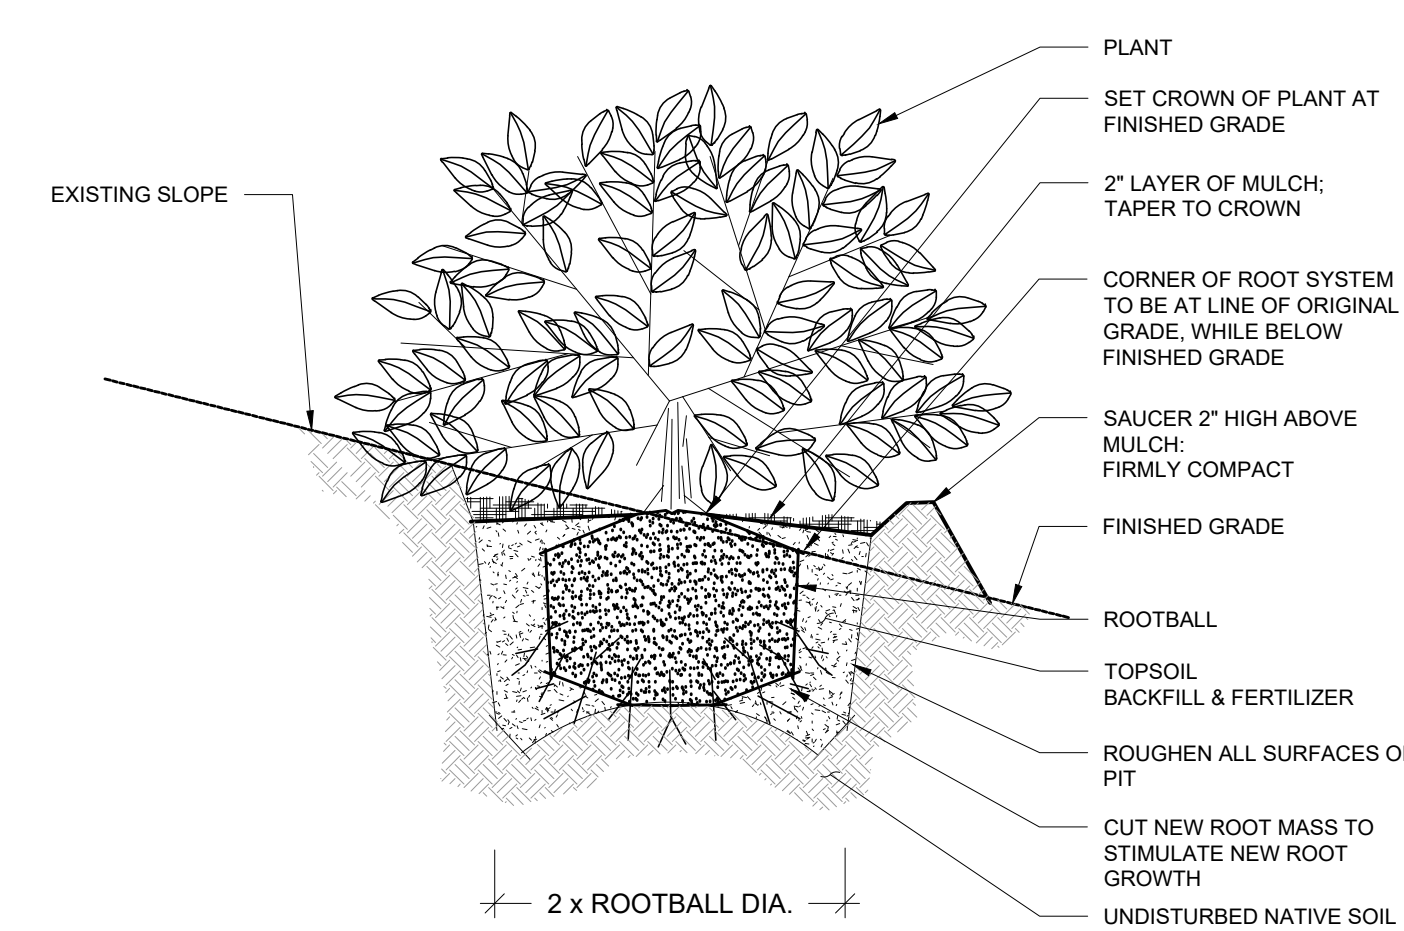 PLANT
SET CROWN OF PLANT AT
FINISHED GRADE
EXISTING SLOPE
2" LAYER OF MULCH;
TAPER TO CROWN
CORNER OF ROOT SYSTEM
TO BE AT LINE OF ORIGINAL
GRADE, WHILE BELOW
FINISHED GRADE
SAUCER 2" HIGH ABOVE
MULCH:
FIRMLY COMPACT
FINISHED GRADE
ROOTBALL
TOPSOIL
BACKFILL & FERTILIZER
ROUGHEN ALL SURFACES
PIT
CUT NEW ROOT MASS TO
STIMULATE NEW ROOT
GROWTH
UNDISTURBED NATIVE SOIL
2 x ROOTBALL DIA.